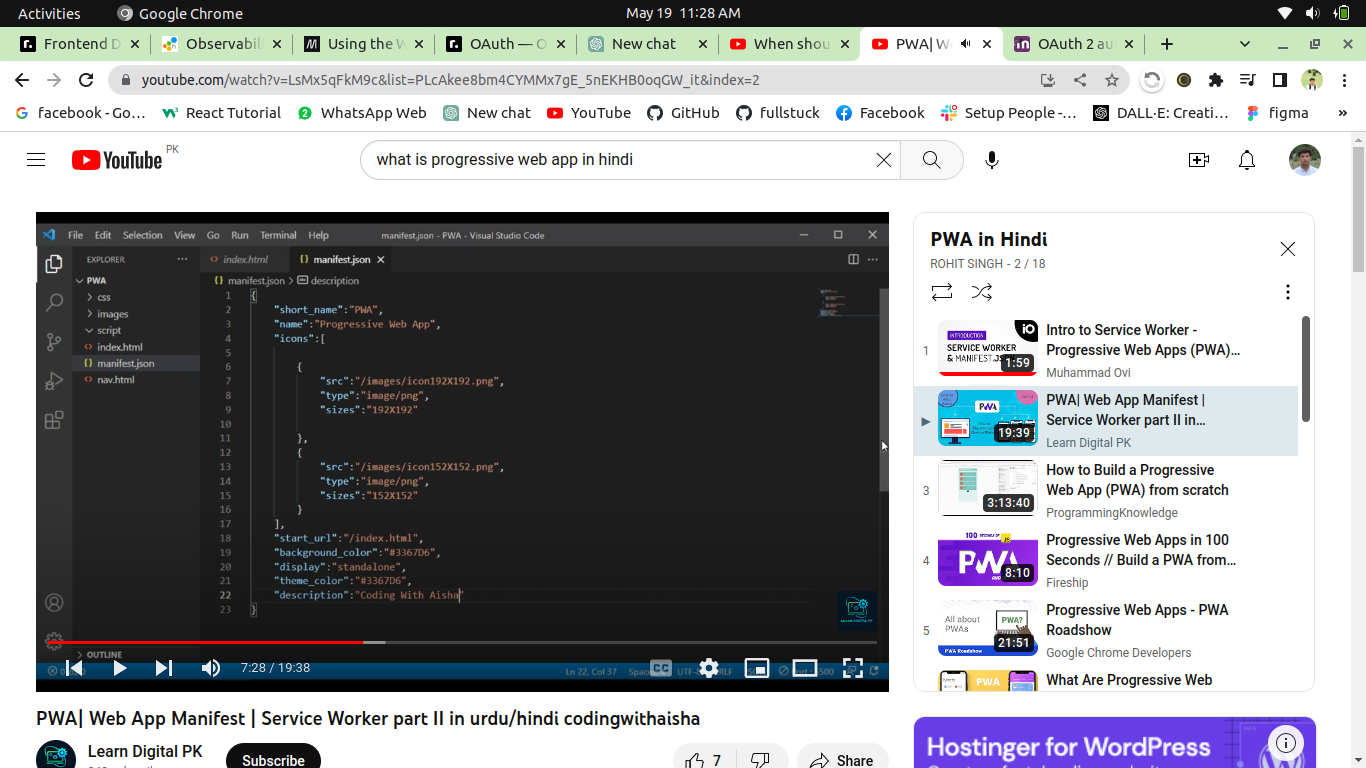 Activities
Google Chrome
May 19 11:28 AM
Frontend D
Observabili
Using the W
OAuth — O
New chat
When shou
PWA| W
OAuth 2 au
youtube.com/watch?v=LsMx5qFkM9c&list=PLcAkee8bm4CYMMx7gE_5nEKHB0oqGW_it&index=2
facebook - Go…
React Tutorial
WhatsApp Web
New chat
YouTube
GitHub
fullstuck
Facebook
Setup People -…
DALL·E: Creati…
figma
»
YouTube PK
what is progressive web app in hindi
File Edit Selection View Go Run Terminal Help
manifest.json - PWA - Visual Studio Code
EXPLORER
PWA
css
images
script
index.html
manifest.json
nav.html
OUTLINE
index.html
manifest.json
manifest.json > description
1 {
2 "short_name":"PWA",
3 "name":"Progressive Web App",
4 "icons":[
5
6 {
7 "src":"/images/icon192X192.png",
8 "type":"image/png",
9 "sizes":"192X192"
10
11 },
12 {
13 "src":"/images/icon152X152.png",
14 "type":"image/png",
15 "sizes":"152X152"
16 }
17 ],
18 "start_url":"/index.html",
19 "background_color":"#3367D6",
20 "display":"standalone",
21 "theme_color":"#3367D6",
22 "description":"Coding With Aisha"
23 }
7:28 / 19:38
CC
Ln 22, Col 37
PWA| Web App Manifest | Service Worker part II in urdu/hindi codingwithaisha
Learn Digital PK
Subscribe
7
Share
PWA in Hindi
ROHIT SINGH - 2 / 18
1
INTRODUCTION
SERVICE WORKER
& MANIFEST.JSON
1:59
Intro to Service Worker -
Progressive Web Apps (PWA)…
Muhammad Ovi
PWA
19:39
PWA| Web App Manifest |
Service Worker part II in…
Learn Digital PK
3
3:13:40
How to Build a Progressive
Web App (PWA) from scratch
ProgrammingKnowledge
4
100 SECONDS OF JS
PWA
8:10
Progressive Web Apps in 100
Seconds // Build a PWA from…
Fireship
5
All about
PWAs
PWA?
PWA Roadshow
21:51
Progressive Web Apps - PWA
Roadshow
Google Chrome Developers
PWA
What Are Progressive Web
Hostinger for WordPress